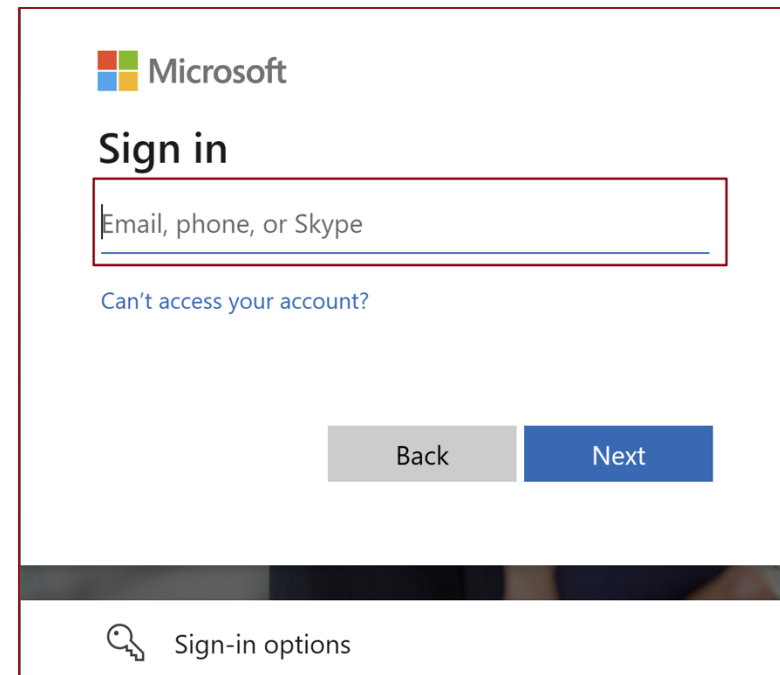 Microsoft
Sign in
Email, phone, or Skype
Can't access your account?
Back Next
Sign-in options